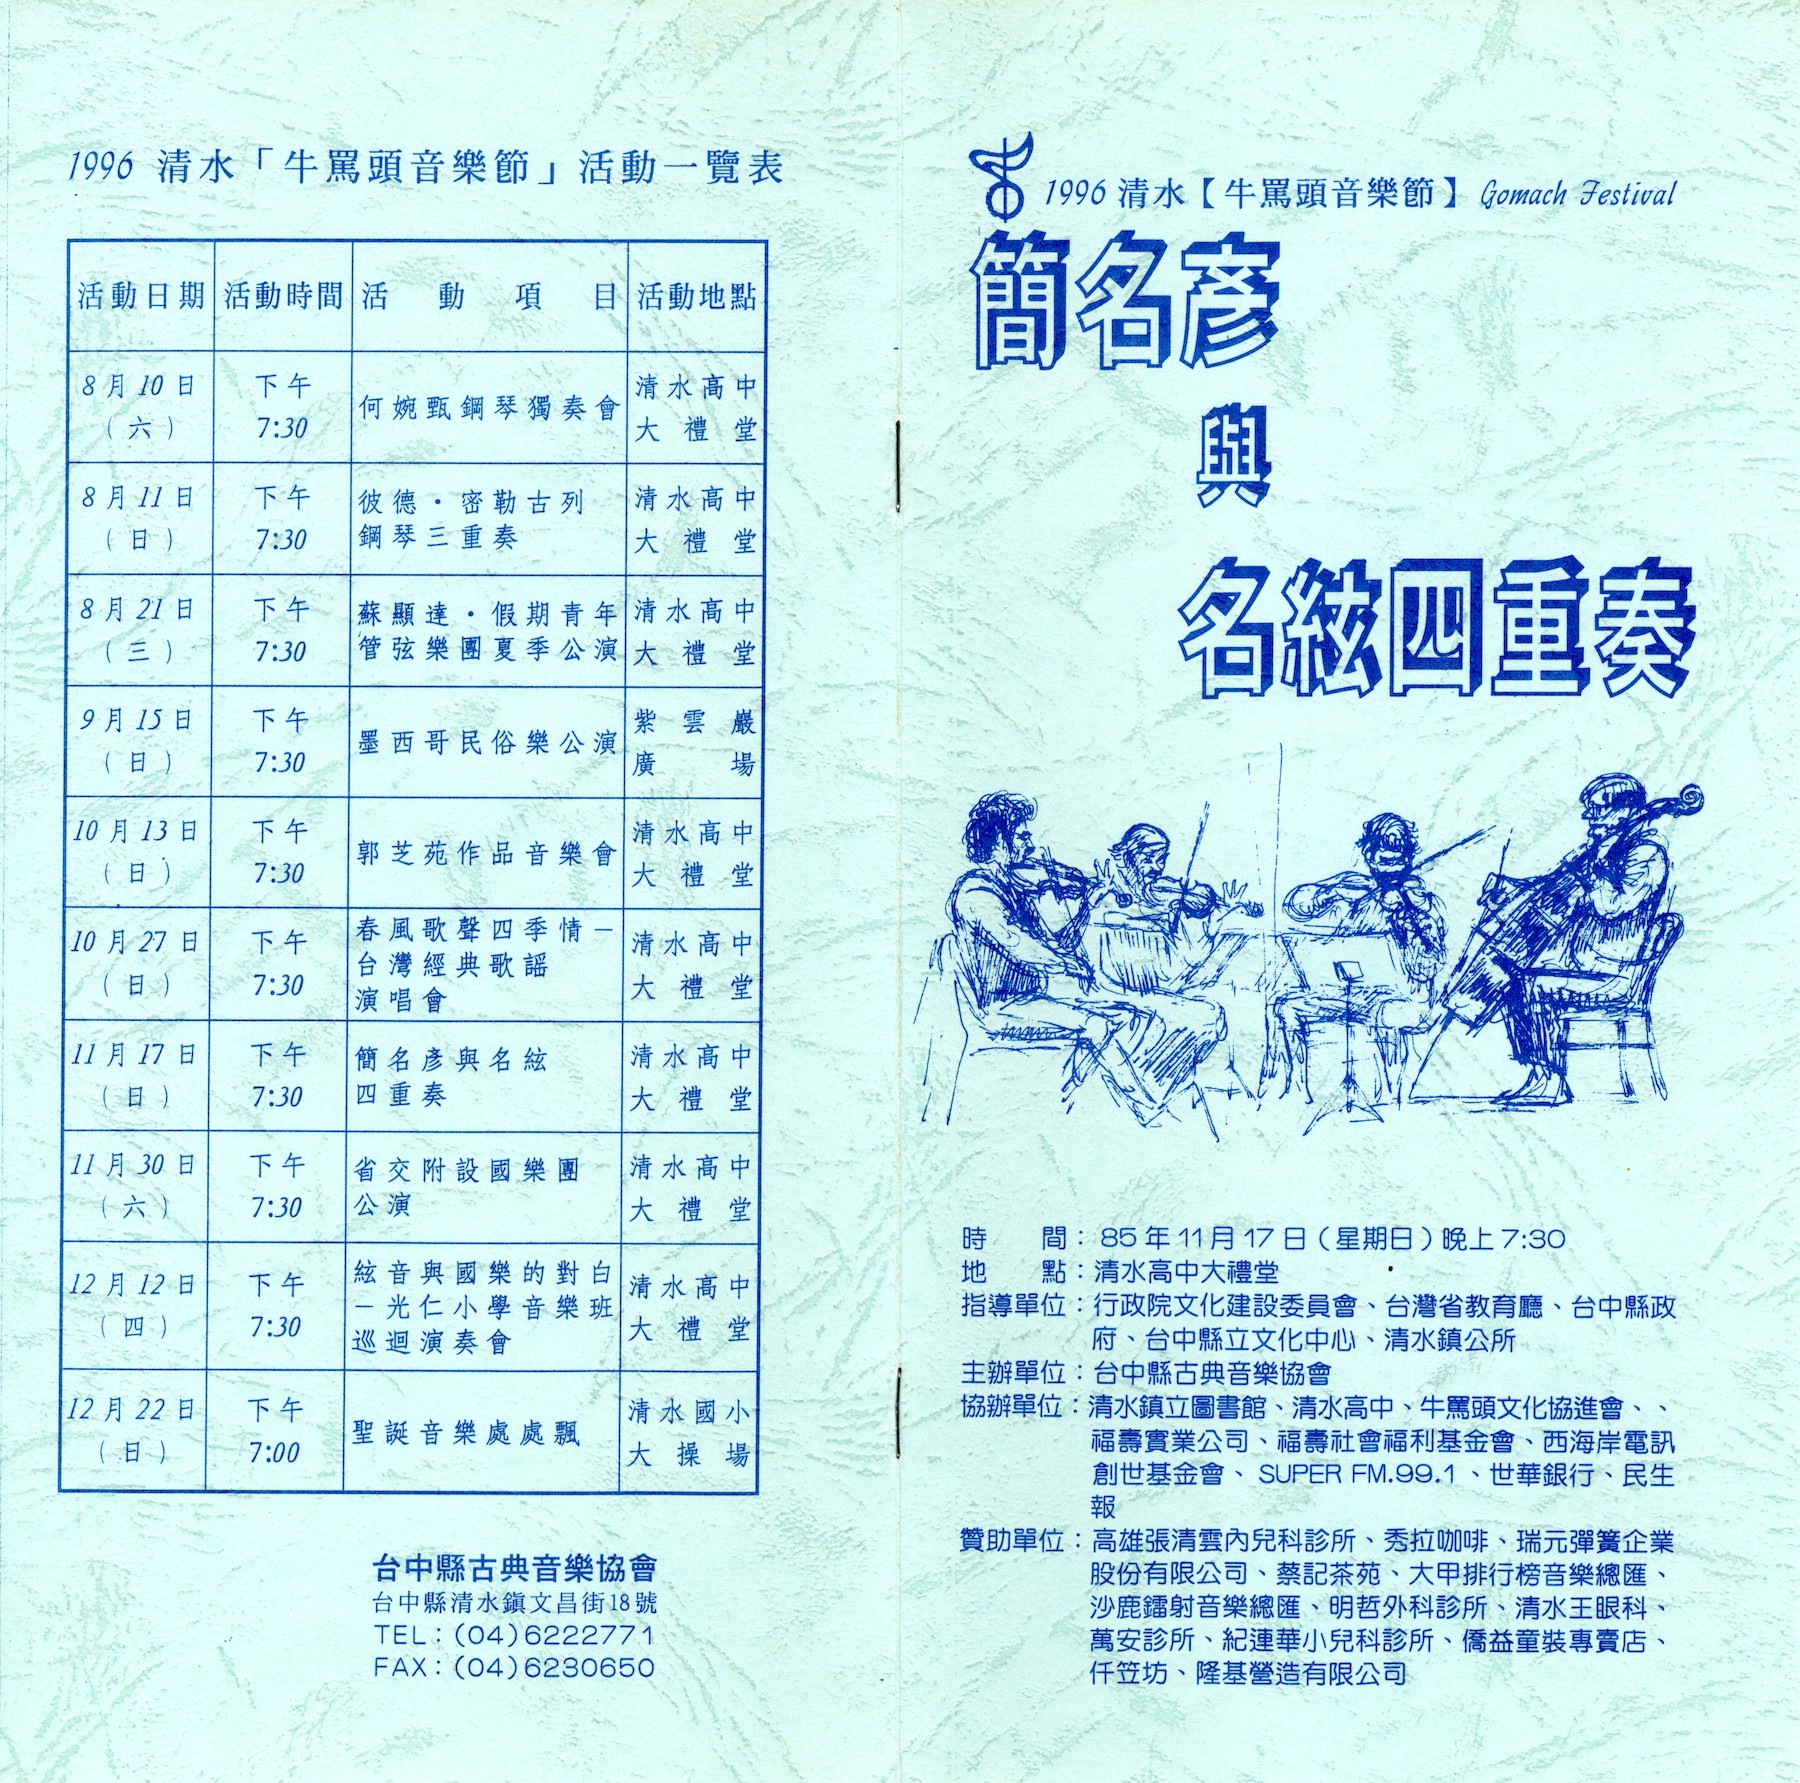 1996 清水「牛罵頭音樂節」活動一覽表
活動日期 活動時間 活動項目 活動地點
8月10日（六） 下午7:30 何婉甄鋼琴獨奏會 清水高中大禮堂
8月11日（日） 下午7:30 彼德・密勒古列鋼琴三重奏 清水高中大禮堂
8月21日（三） 下午7:30 蘇顯達・假期青年管弦樂團夏季公演 清水高中大禮堂
9月15日（日） 下午7:30 墨西哥民俗樂公演 紫雲巖廣場
10月13日（日） 下午7:30 郭芝苑作品音樂會 清水高中大禮堂
10月27日（日） 下午7:30 春風歌聲四季情－台灣經典歌謠演唱會 清水高中大禮堂
11月17日（日） 下午7:30 簡名彥與名絃四重奏 清水高中大禮堂
11月30日（六） 下午7:30 省交附設國樂團公演 清水高中大禮堂
12月12日（四） 下午7:30 絃音與國樂的對白－光仁小學音樂班巡迴演奏會 清水高中大禮堂
12月22日（日） 下午7:00 聖誕音樂處處飄 清水國小大操場
台中縣古典音樂協會
台中縣清水鎮文昌街18號
TEL：(04)6222771
FAX：(04)6230650
1996 清水【牛罵頭音樂節】Gomach Festival
簡名彥
與
名絃四重奏
時　　間：85年11月17日（星期日）晚上7:30
地　　點：清水高中大禮堂
指導單位：行政院文化建設委員會、台灣省教育廳、台中縣政
府、台中縣立文化中心、清水鎮公所
主辦單位：台中縣古典音樂協會
協辦單位：清水鎮立圖書館、清水高中、牛罵頭文化協進會、、
福壽實業公司、福壽社會福利基金會、西海岸電訊
創世基金會、SUPER FM.99.1、世華銀行、民生
報
贊助單位：高雄張清雲內兒科診所、秀拉咖啡、瑞元彈簧企業
股份有限公司、蔡記茶苑、大甲排行榜音樂總匯、
沙鹿鐳射音樂總匯、明哲外科診所、清水王眼科、
萬安診所、紀連華小兒科診所、僑益童裝專賣店、
仟笠坊、隆基營造有限公司